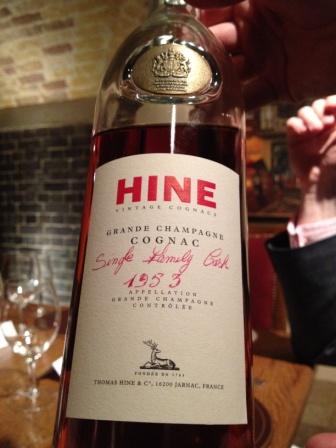 HINE
VINTAGE COGNACS
GRANDE CHAMPAGNE
COGNAC
Single Family Cask
1953
APPELLATION
GRANDE CHAMPAGNE
CONTRÔLÉE
FONDÉE EN 1763
THOMAS HINE & Cº, 16200 JARNAC, FRANCE